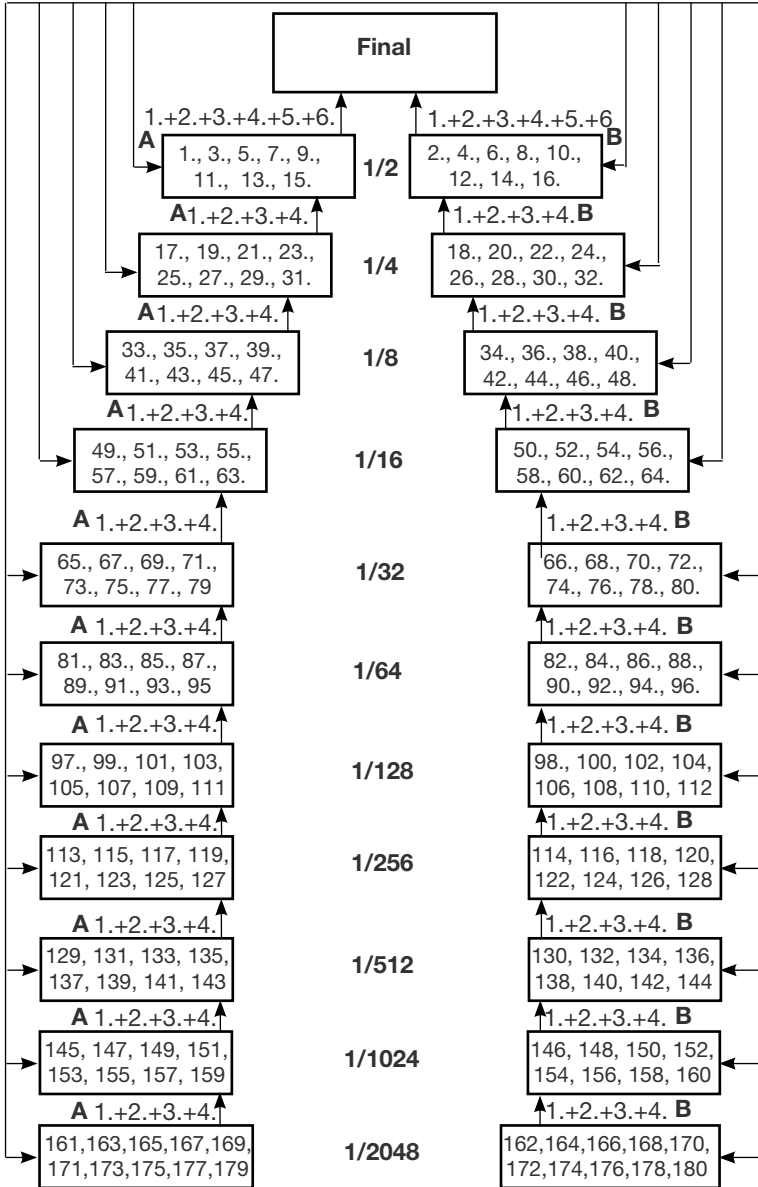 Final
1.+2.+3.+4.+5.+6. 1.+2.+3.+4.+5.+6
A B
1., 3., 5., 7., 9., 1/2 2., 4., 6., 8., 10.,
11., 13., 15. 12., 14., 16.
A 1.+2.+3.+4. 1.+2.+3.+4. B
17., 19., 21., 23., 1/4 18., 20., 22., 24.,
25., 27., 29., 31. 26., 28., 30., 32.
A 1.+2.+3.+4. 1.+2.+3.+4. B
33., 35., 37., 39., 1/8 34., 36., 38., 40.,
41., 43., 45., 47. 42., 44., 46., 48.
A 1.+2.+3.+4. 1.+2.+3.+4. B
49., 51., 53., 55., 1/16 50., 52., 54., 56.,
57., 59., 61., 63. 58., 60., 62., 64.
A 1.+2.+3.+4. 1.+2.+3.+4. B
65., 67., 69., 71., 1/32 66., 68., 70., 72.,
73., 75., 77., 79 74., 76., 78., 80.
A 1.+2.+3.+4. 1.+2.+3.+4. B
81., 83., 85., 87., 1/64 82., 84., 86., 88.,
89., 91., 93., 95 90., 92., 94., 96.
A 1.+2.+3.+4. 1.+2.+3.+4. B
97., 99., 101, 103, 1/128 98., 100, 102, 104,
105, 107, 109, 111 106, 108, 110, 112
A 1.+2.+3.+4. 1.+2.+3.+4. B
113, 115, 117, 119, 1/256 114, 116, 118, 120,
121, 123, 125, 127 122, 124, 126, 128
A 1.+2.+3.+4. 1.+2.+3.+4. B
129, 131, 133, 135, 1/512 130, 132, 134, 136,
137, 139, 141, 143 138, 140, 142, 144
A 1.+2.+3.+4. 1.+2.+3.+4. B
145, 147, 149, 151, 1/1024 146, 148, 150, 152,
153, 155, 157, 159 154, 156, 158, 160
A 1.+2.+3.+4. 1.+2.+3.+4. B
161,163,165,167,169, 1/2048 162,164,166,168,170,
171,173,175,177,179 172,174,176,178,180